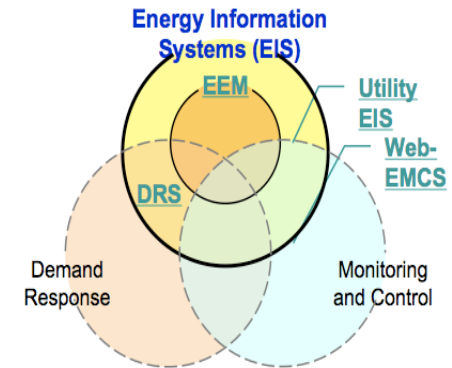 Energy Information
Systems (EIS)
EEM
Utility
EIS
Web-
EMCS
DRS
Demand
Response
Monitoring
and Control